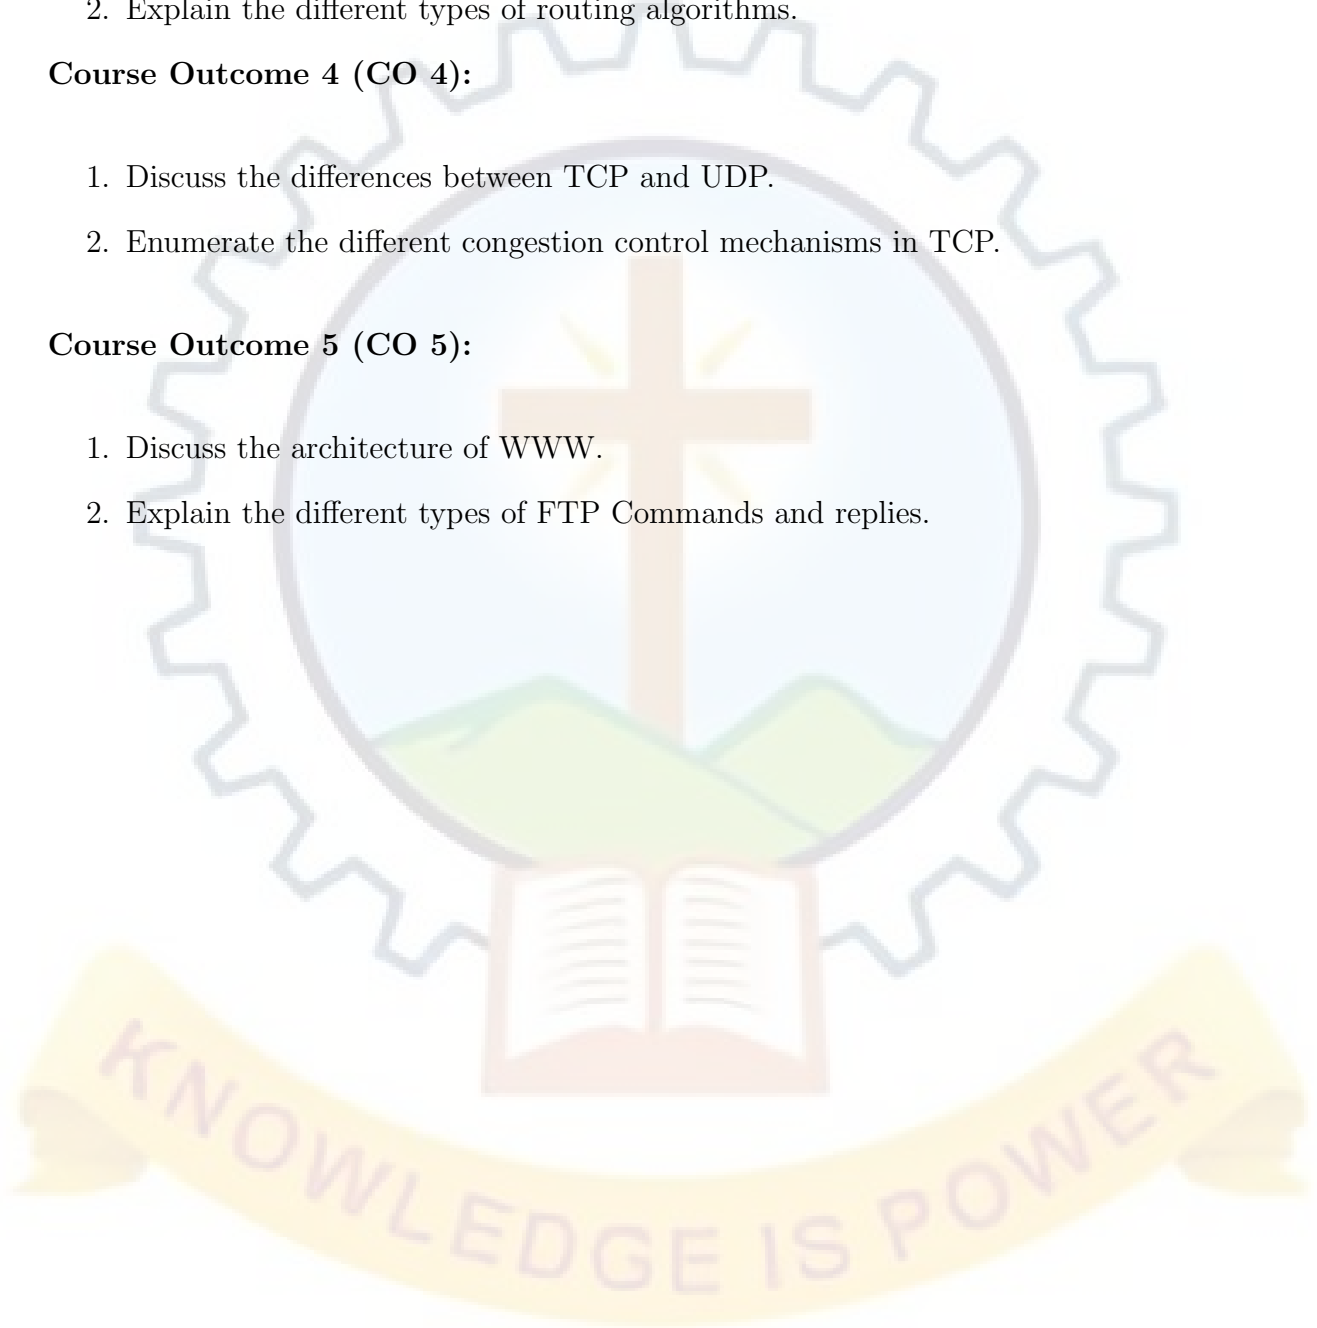 2. Explain the different types of routing algorithms.
Course Outcome 4 (CO 4):
1. Discuss the differences between TCP and UDP.
2. Enumerate the different congestion control mechanisms in TCP.
Course Outcome 5 (CO 5):
1. Discuss the architecture of WWW.
2. Explain the different types of FTP Commands and replies.
KNOWLEDGE IS POWER